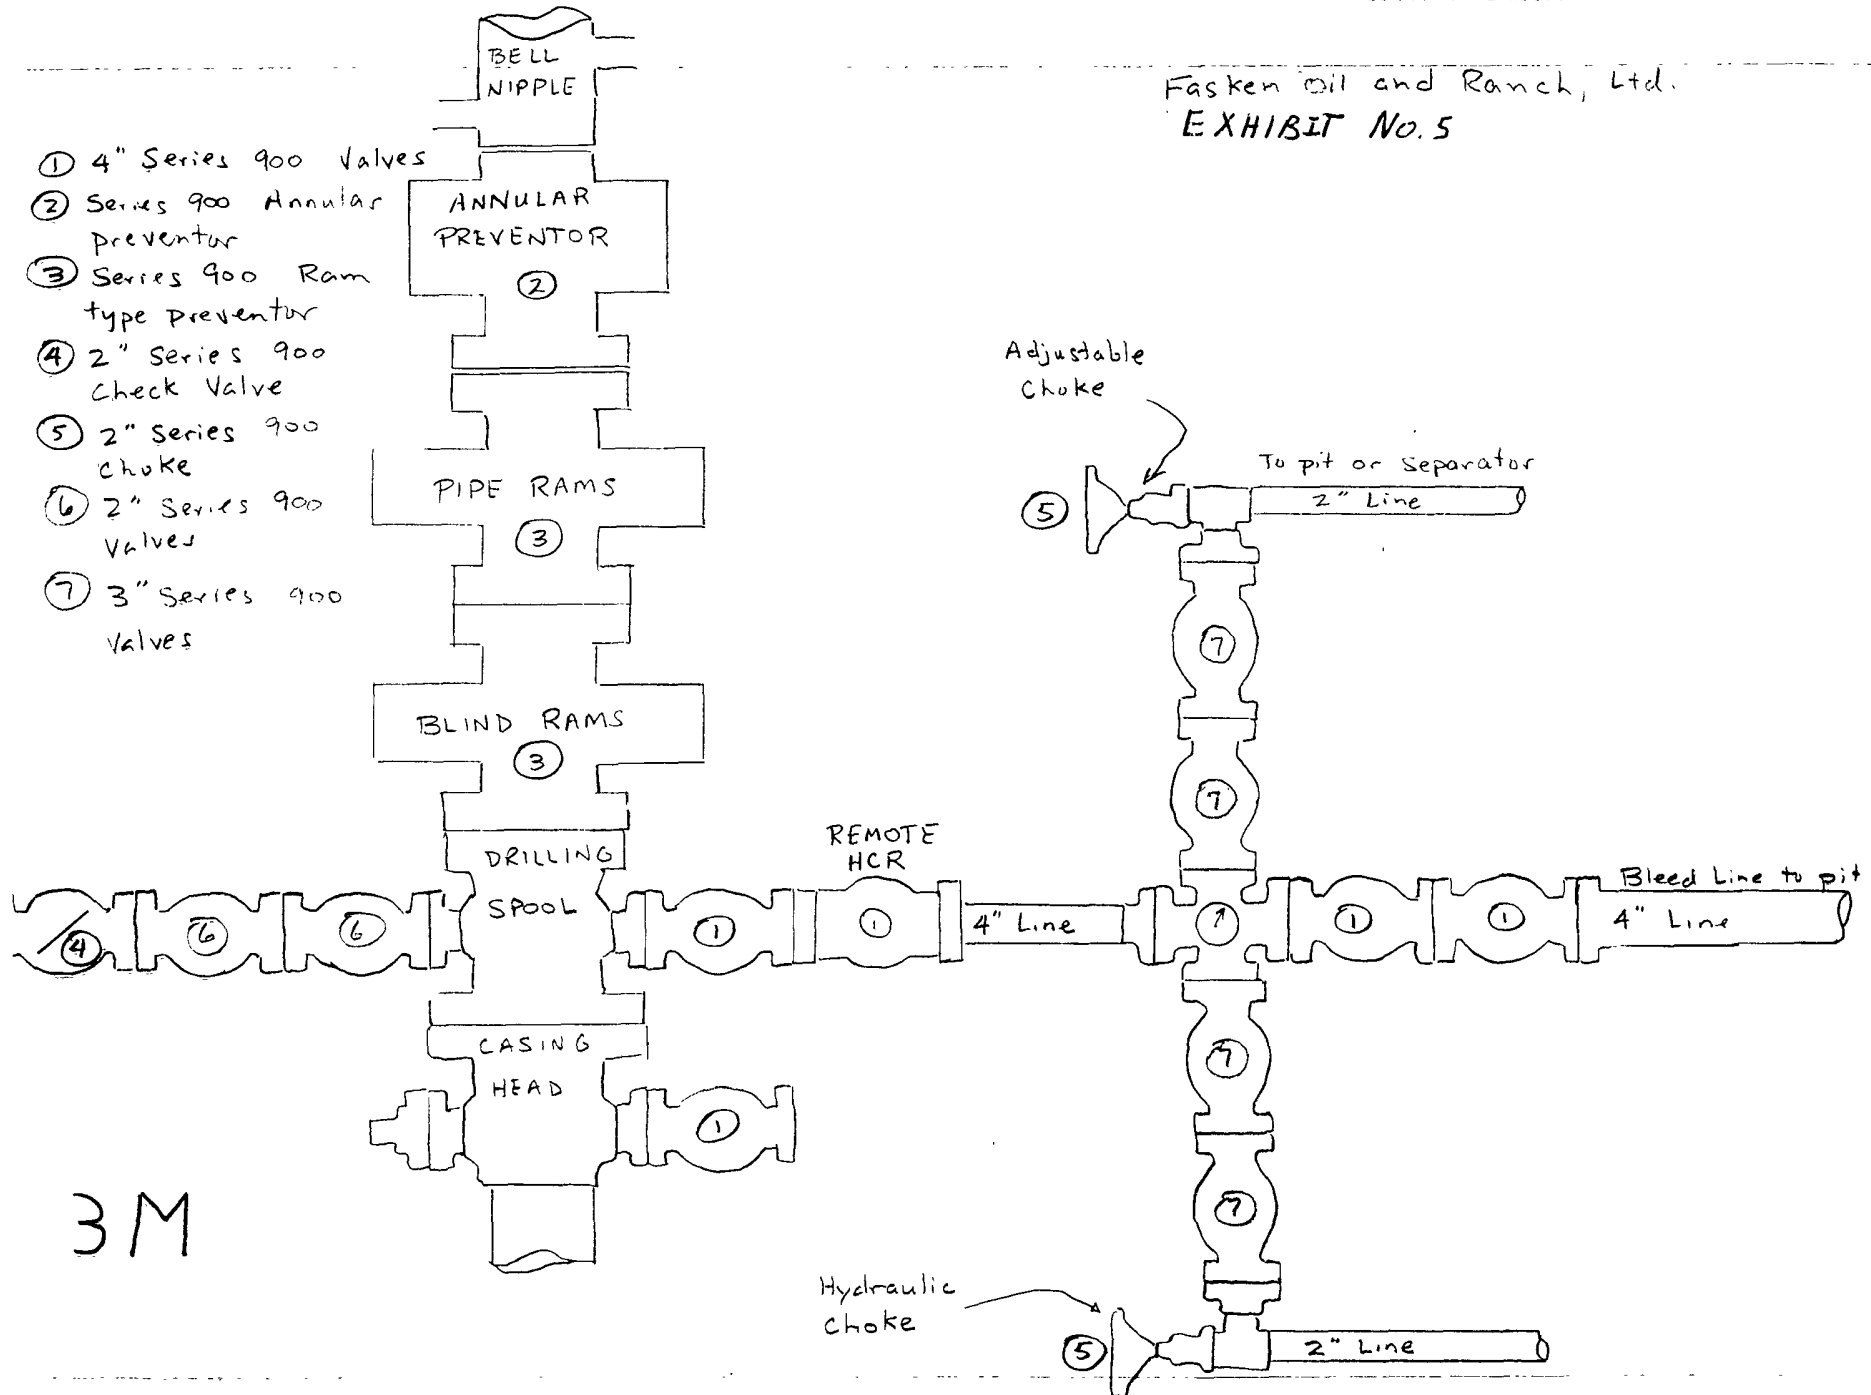 Fasken Oil and Ranch, Ltd.
EXHIBIT No. 5
① 4" Series 900 Valves
② Series 900 Annular
preventor
③ Series 900 Ram
type preventor
④ 2" Series 900
Check Valve
⑤ 2" Series 900
Choke
⑥ 2" Series 900
Valves
⑦ 3" Series 900
Valves
BELL
NIPPLE
ANNULAR
PREVENTOR
②
PIPE RAMS
③
BLIND RAMS
③
DRILLING
SPOOL
④
⑥
⑥
①
REMOTE
HCR
①
4" Line
①
①
Bleed Line to pit
4" Line
CASING
HEAD
①
Adjustable
Choke
⑤
To pit or separator
2" Line
⑦
⑦
⑦
⑦
Hydraulic
Choke
⑤
2" Line
3M